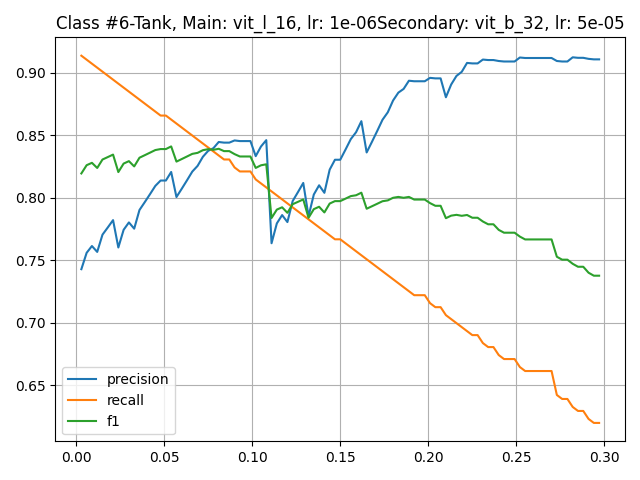 Class #6-Tank, Main: vit_l_16, lr: 1e-06Secondary: vit_b_32, lr: 5e-05
0.90
0.85
0.80
0.75
0.70
0.65
precision
recall
f1
0.00 0.05 0.10 0.15 0.20 0.25 0.30